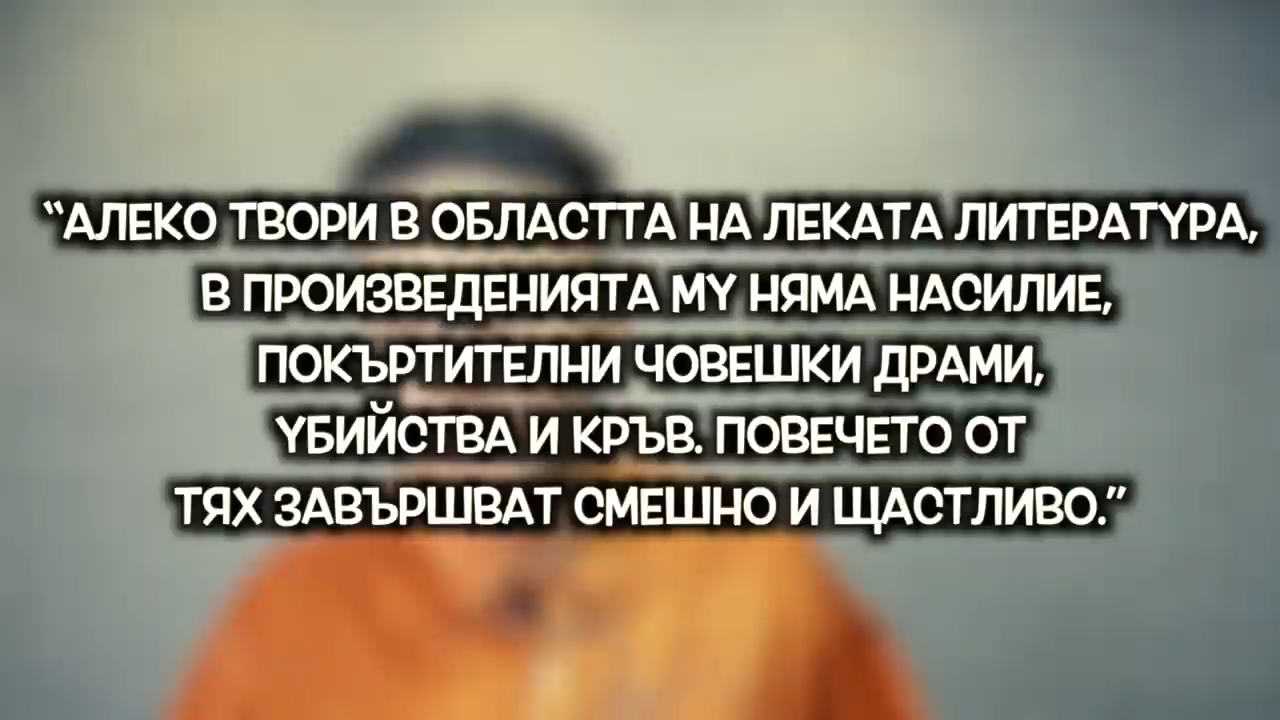 “АЛЕКО ТВОРИ В ОБЛАСТТА НА ЛЕКАТА ЛИТЕРАТУРА,
В ПРОИЗВЕДЕНИЯТА МУ НЯМА НАСИЛИЕ,
ПОКЪРТИТЕЛНИ ЧОВЕШКИ ДРАМИ,
УБИЙСТВА И КРЪВ. ПОВЕЧЕТО ОТ
ТЯХ ЗАВЪРШВАТ СМЕШНО И ЩАСТЛИВО.”